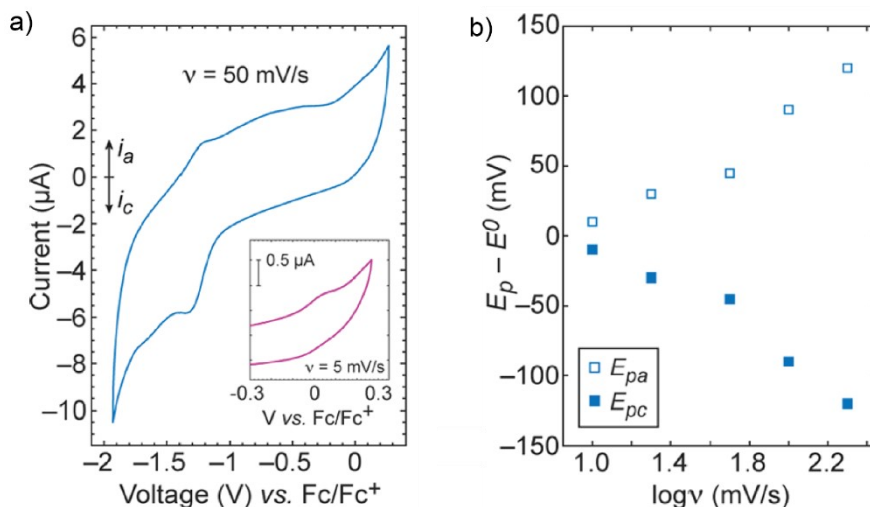 a)
ν = 50 mV/s
6
4
2
0
−2
−4
−6
−8
−10
i_a
i_c
Current (μA)
0.5 μA
ν = 5 mV/s
-0.3
0
0.3
V vs. Fc/Fc⁺
−2
−1.5
−1
−0.5
0
Voltage (V) vs. Fc/Fc⁺
b)
150
100
50
0
−50
−100
−150
E_p – E⁰ (mV)
E_pa
E_pc
1.0
1.4
1.8
2.2
logν (mV/s)